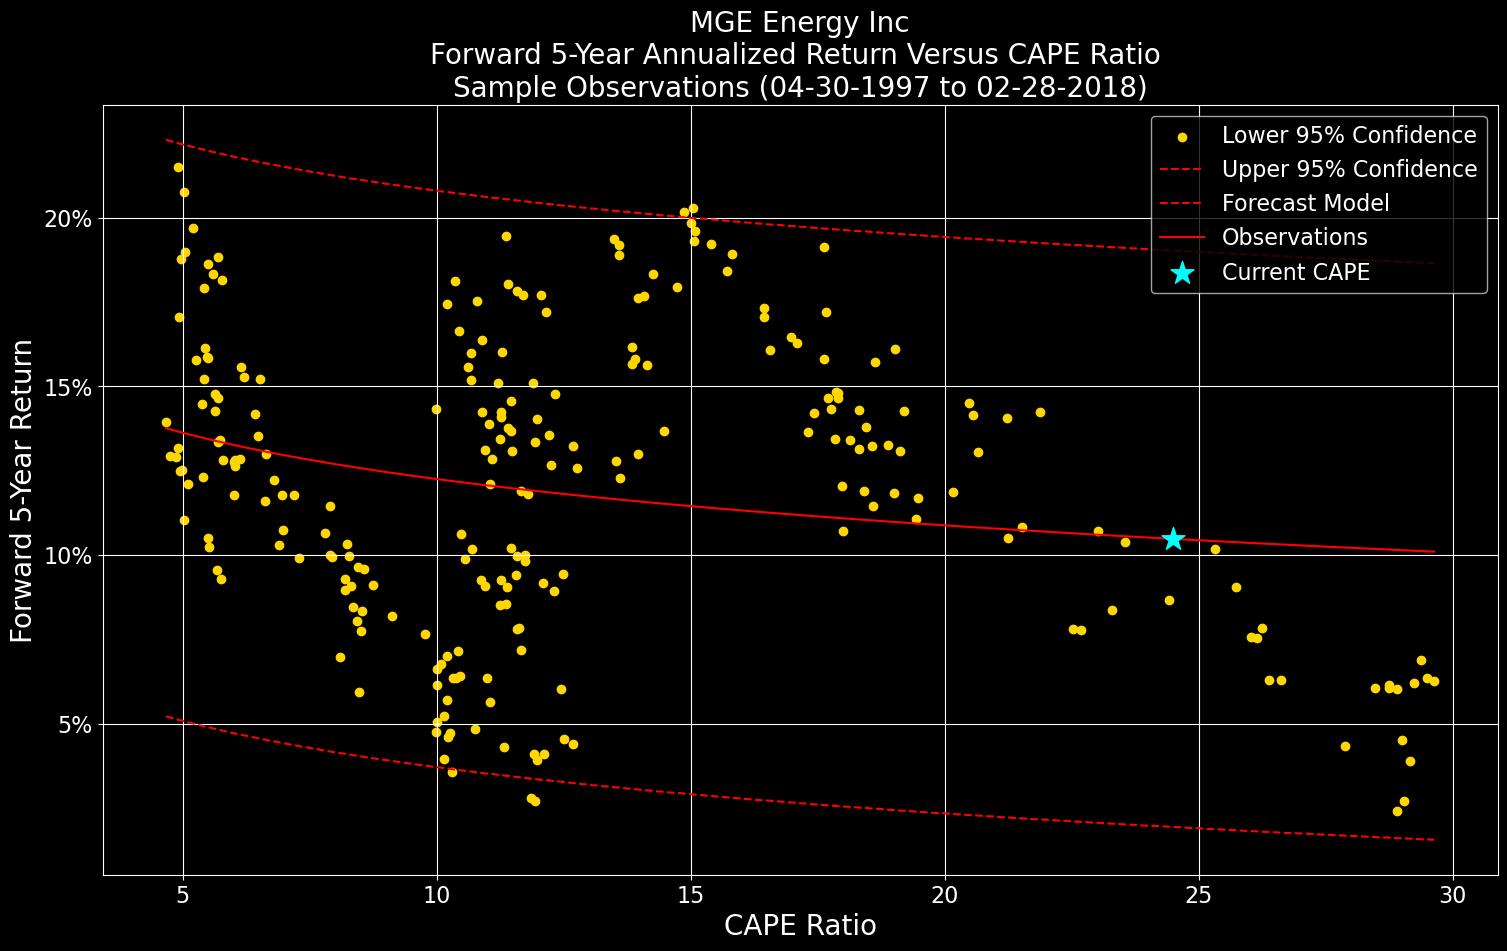 MGE Energy Inc
Forward 5-Year Annualized Return Versus CAPE Ratio
Sample Observations (04-30-1997 to 02-28-2018)
Lower 95% Confidence
Upper 95% Confidence
Forecast Model
Observations
Current CAPE
Forward 5-Year Return
20%
15%
10%
5%
5 10 15 20 25 30
CAPE Ratio